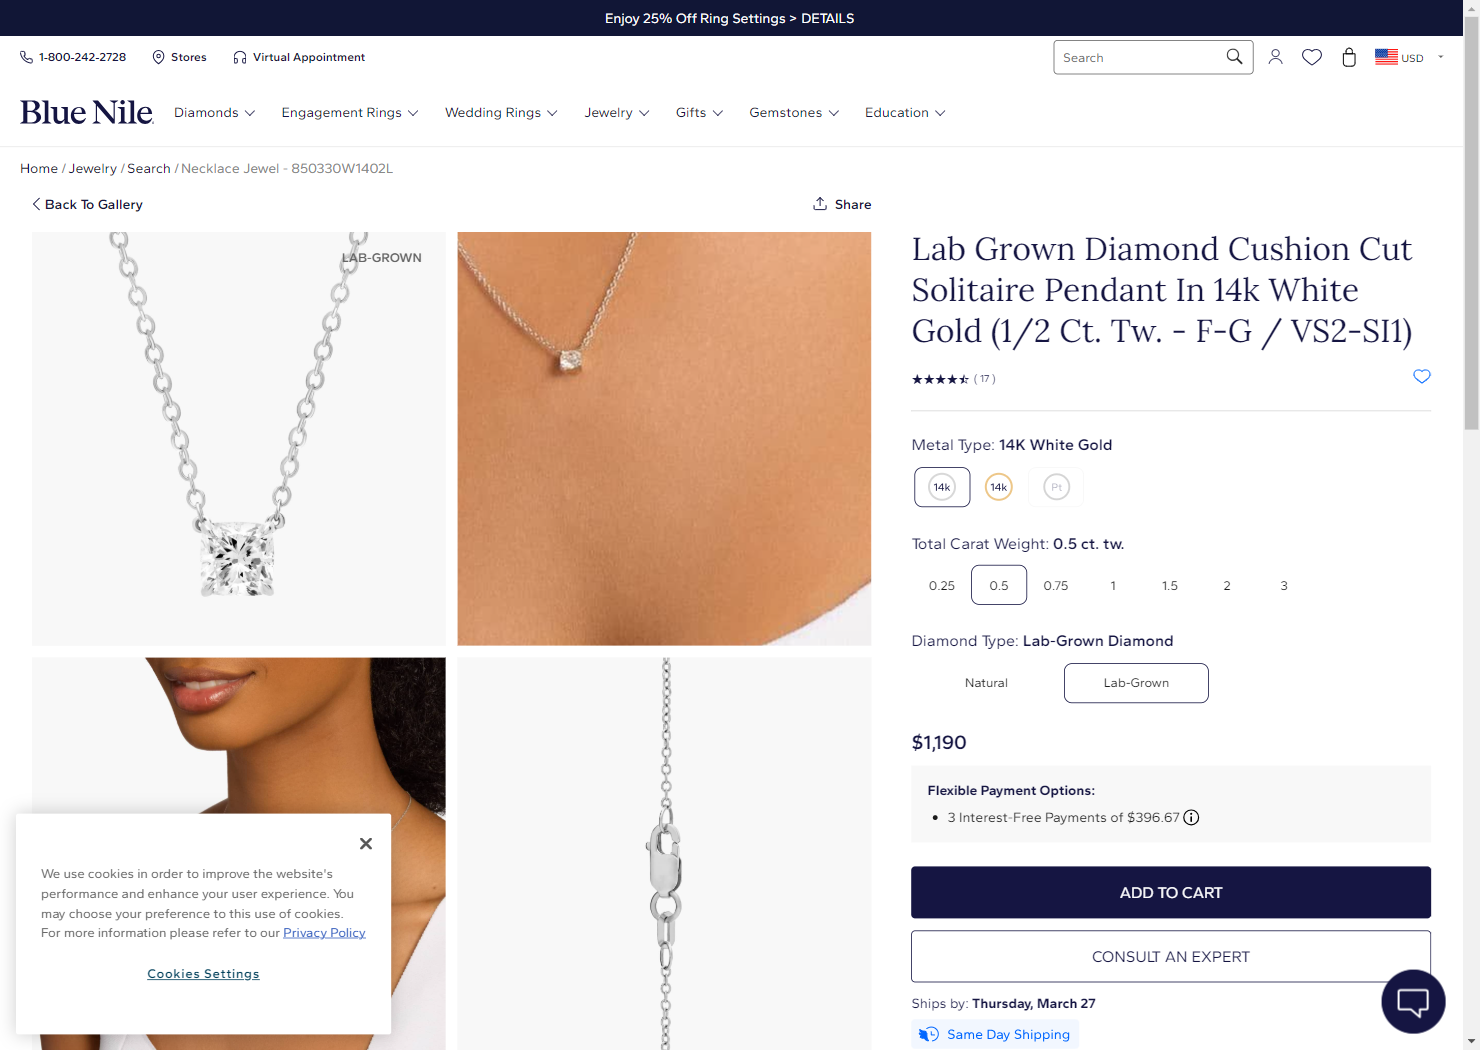 Enjoy 25% Off Ring Settings > DETAILS
1-800-242-2728
Stores
Virtual Appointment
Search
USD
Blue Nile
Diamonds
Engagement Rings
Wedding Rings
Jewelry
Gifts
Gemstones
Education
Home / Jewelry / Search / Necklace Jewel - 850330W1402L
Back To Gallery
Share
LAB-GROWN
Lab Grown Diamond Cushion Cut
Solitaire Pendant In 14k White
Gold (1/2 Ct. Tw. - F-G / VS2-SI1)
( 17 )
Metal Type: 14K White Gold
14k
14k
Pt
Total Carat Weight: 0.5 ct. tw.
0.25
0.5
0.75
1
1.5
2
3
Diamond Type: Lab-Grown Diamond
Natural
Lab-Grown
$1,190
Flexible Payment Options:
• 3 Interest-Free Payments of $396.67
ADD TO CART
CONSULT AN EXPERT
Ships by: Thursday, March 27
Same Day Shipping
We use cookies in order to improve the website's
performance and enhance your user experience. You
may choose your preference to this use of cookies.
For more information please refer to our Privacy Policy
Cookies Settings